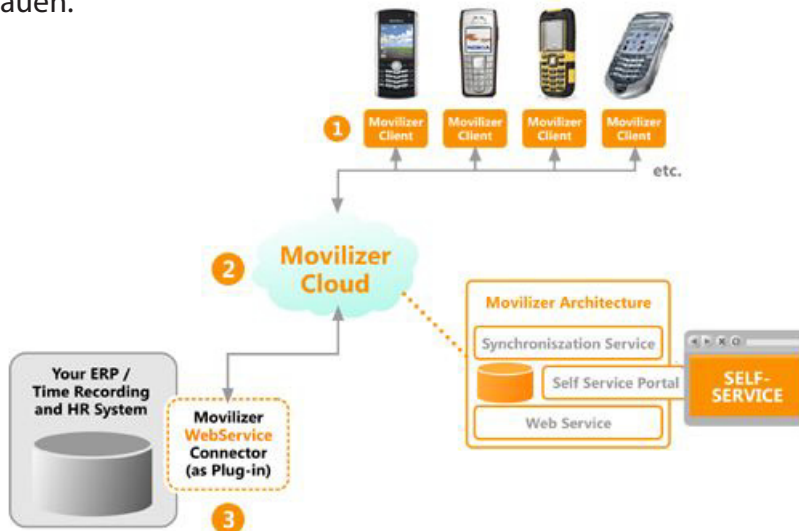 auen.
NOKIA
1
Movilizer
Client
Movilizer
Client
Movilizer
Client
Movilizer
Client
etc.
2
Movilizer
Cloud
Movilizer Architecture
Synchroniszation Service
Self Service Portal
Web Service
SELF-
SERVICE
Your ERP /
Time Recording
and HR System
Movilizer
WebService
Connector
(as Plug-in)
3